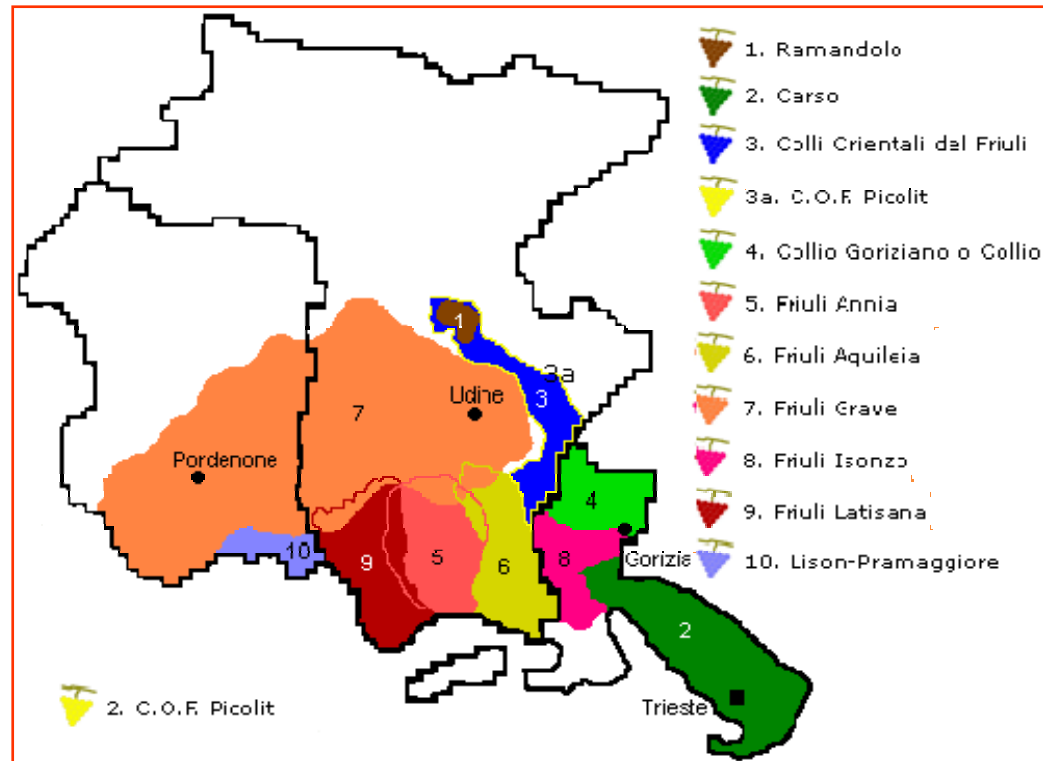 1. Ramandolo
2. Carso
3. Colli Orientali del Friuli
3a. C.O.F. Picolit
4. Collio Goriziano o Collio
5. Friuli Annia
6. Friuli Aquileia
7. Friuli Grave
8. Friuli Isonzo
9. Friuli Latisana
10. Lison-Pramaggiore
1
3a
3
Udine
7
Pordenone
4
Gorizia
10
9
5
6
8
2
Trieste
2. C.O.F. Picolit